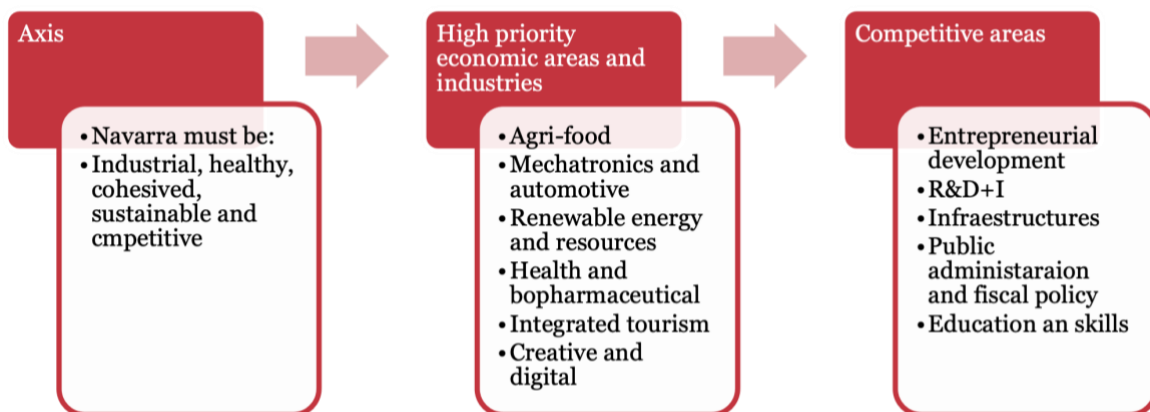 Axis
• Navarra must be:
• Industrial, healthy,
cohesived,
sustainable and
cmpetitive
High priority
economic areas and
industries
• Agri-food
• Mechatronics and
automotive
• Renewable energy
and resources
• Health and
bopharmaceutical
• Integrated tourism
• Creative and
digital
Competitive areas
• Entrepreneurial
development
• R&D+I
• Infraestructures
• Public
administaraion
and fiscal policy
• Education an skills